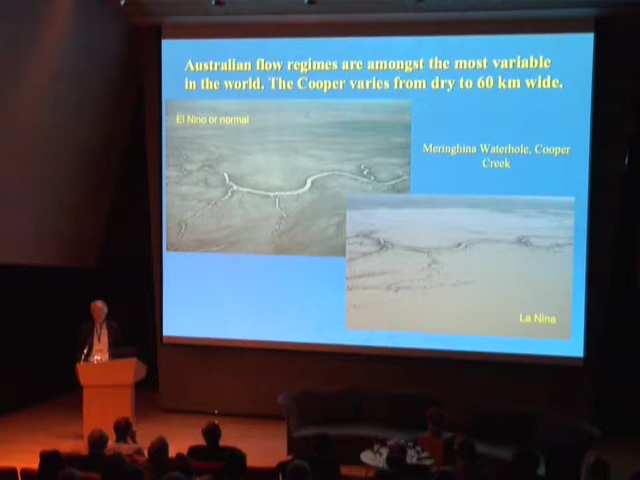 Australian flow regimes are amongst the most variable
in the world. The Cooper varies from dry to 60 km wide.
El Nino or normal
Meringhina Waterhole, Cooper
Creek
La Nina